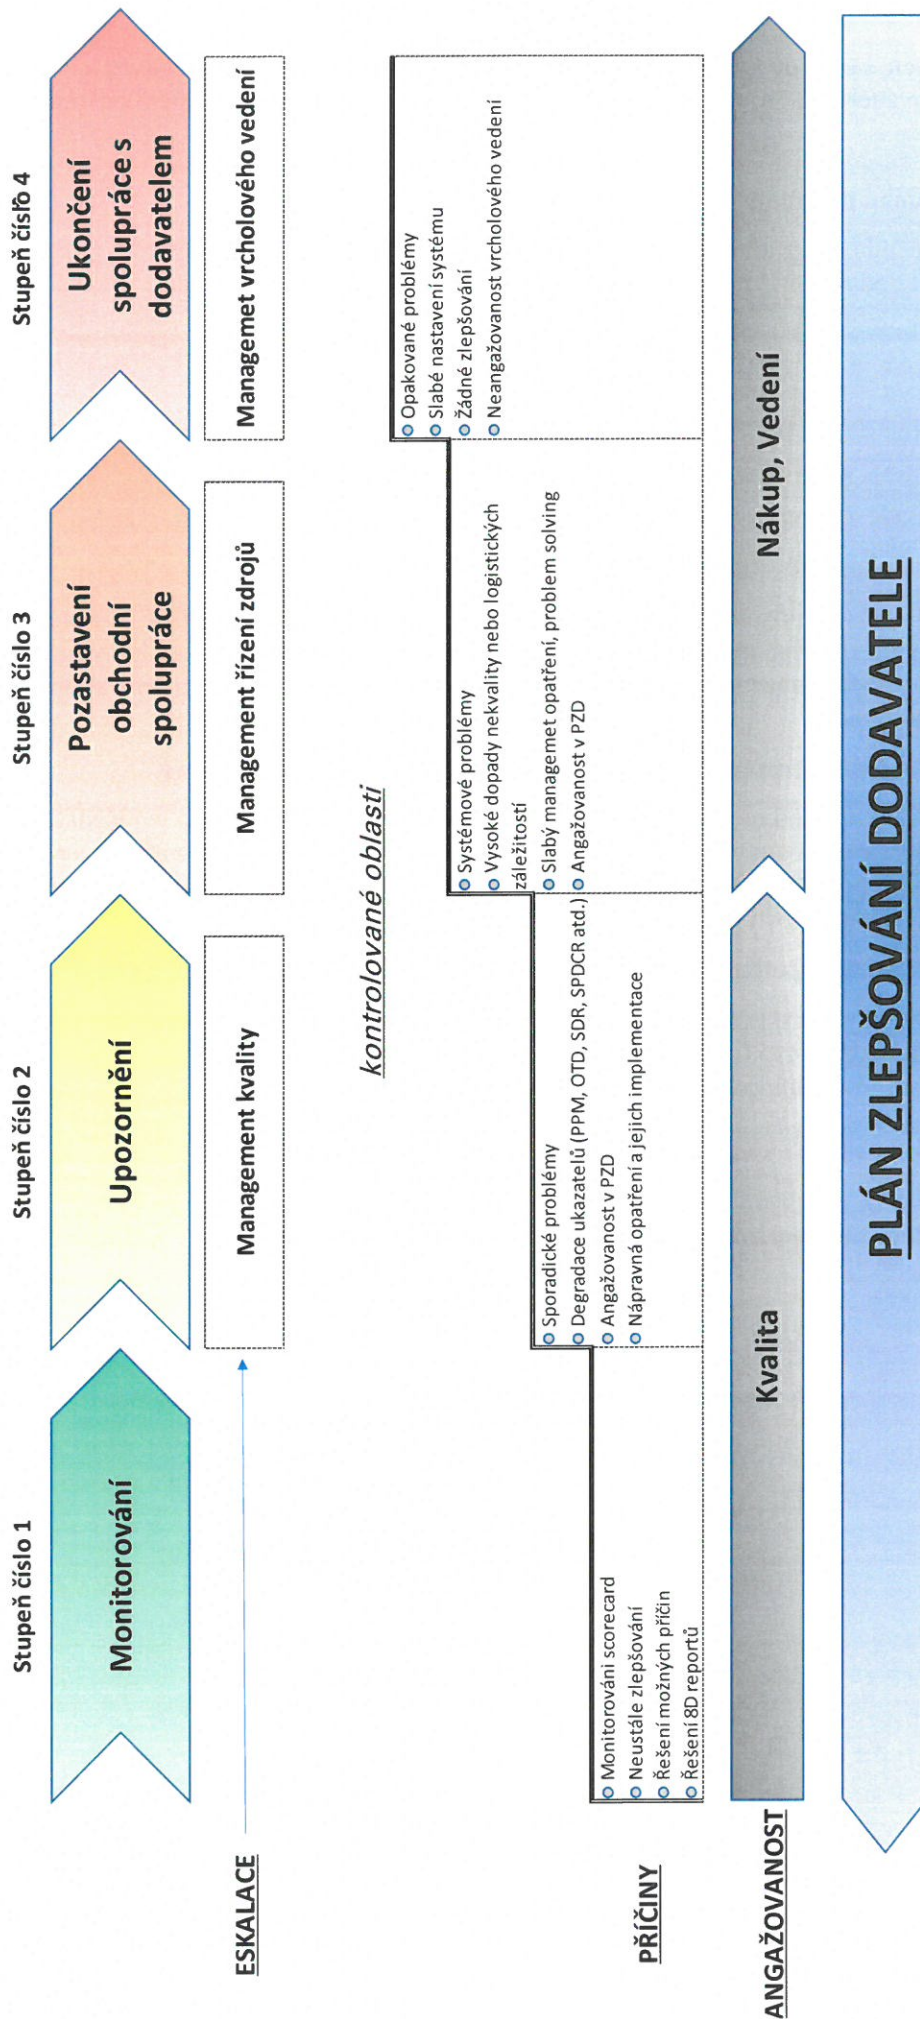 Stupeň číslo 1
Stupeň číslo 2
Stupeň číslo 3
Stupeň číslo 4
Monitorování
Upozornění
Pozastavení
obchodní
spolupráce
Ukončení
spolupráce s
dodavatelem
ESKALACE
Management kvality
Management řízení zdrojů
Managemet vrcholového vedení
kontrolované oblasti
PŘÍČINY
Monitorování scorecard
Neustále zlepšování
Řešení možných příčin
Řešení 8D reportů
Sporadické problémy
Degradace ukazatelů (PPM, OTD, SDR, SPDCR atd.)
Angažovanost v PZD
Nápravná opatření a jejich implementace
Systémové problémy
Vysoké dopady nekvality nebo logistických
záležitostí
Slabý managemet opatření, problem solving
Angažovanost v PZD
Opakované problémy
Slabé nastavení systému
Žádné zlepšování
Neangažovanost vrcholového vedení
ANGAŽOVANOST
Kvalita
Nákup, Vedení
PLÁN ZLEPŠOVÁNÍ DODAVATELE